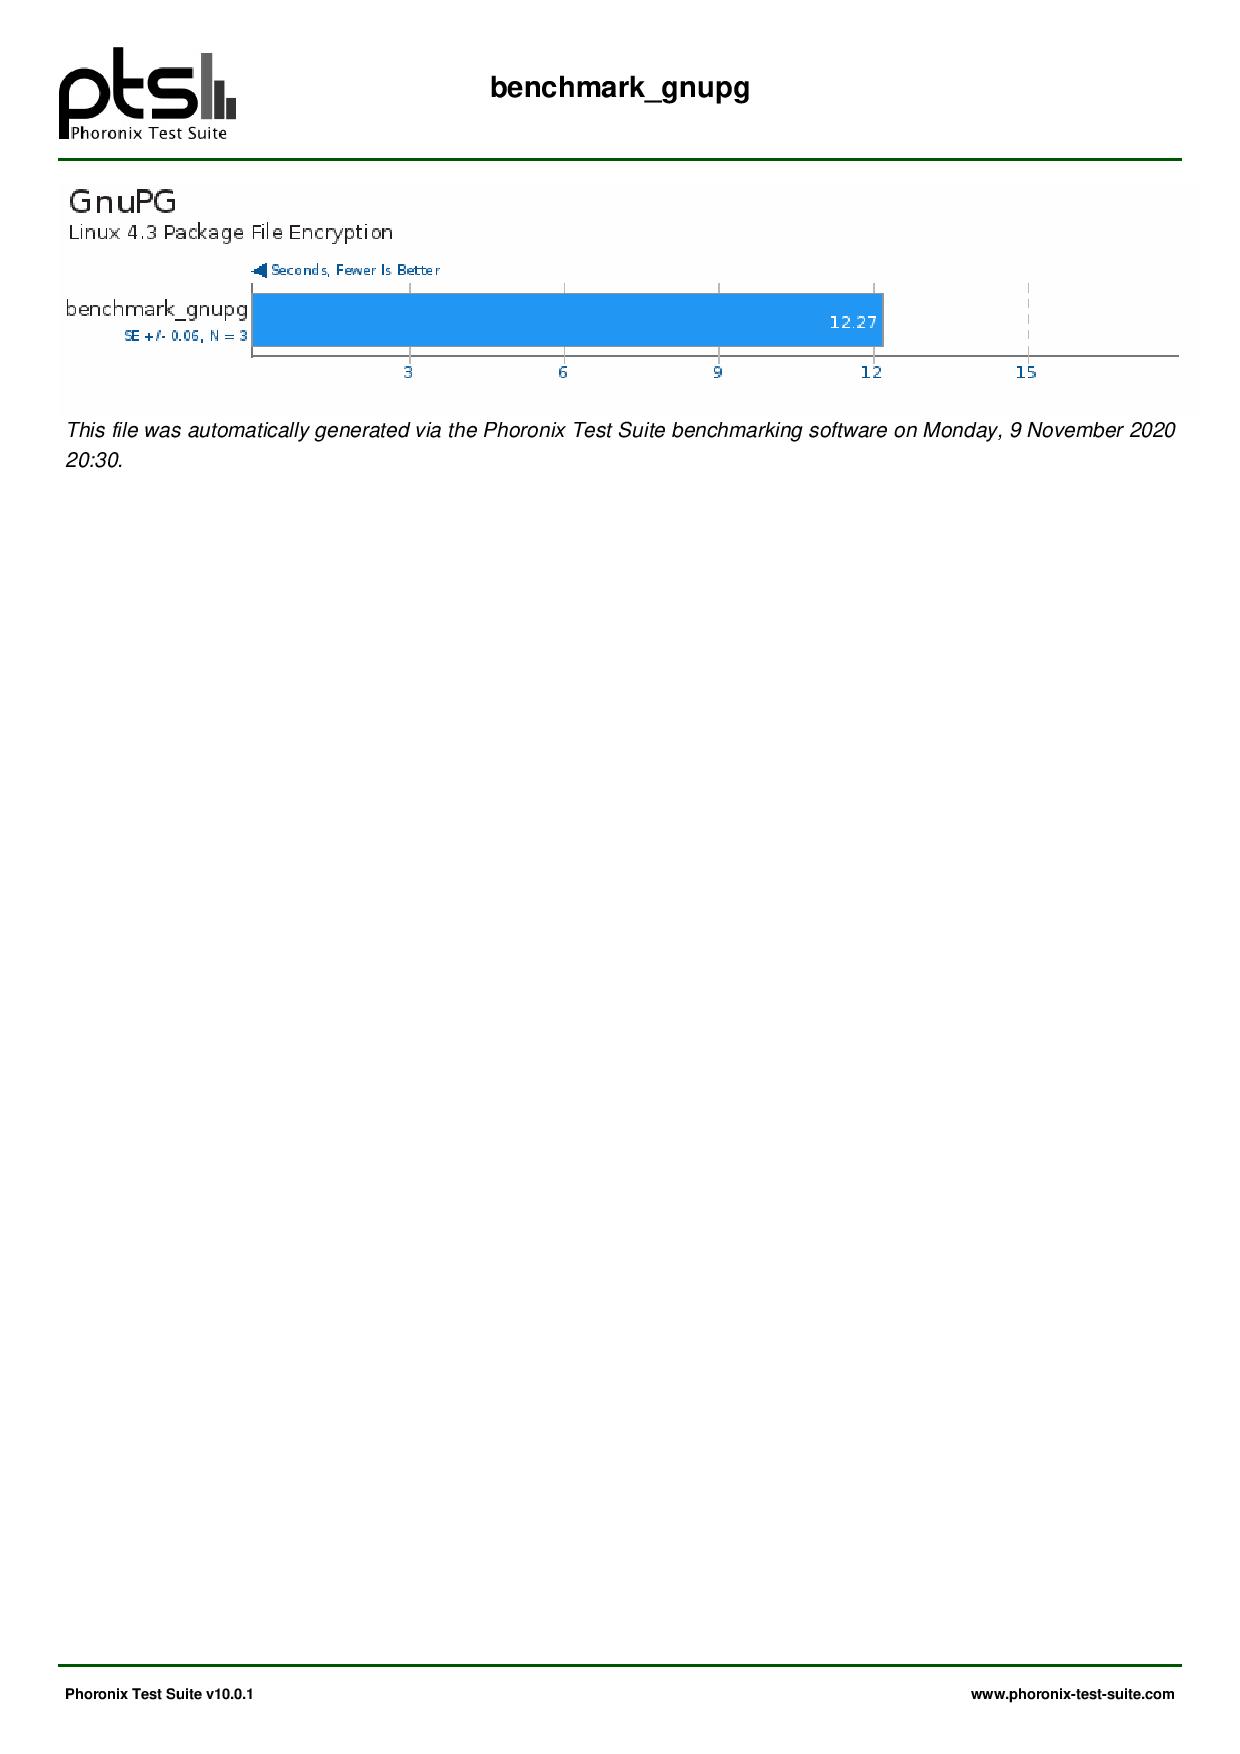 pts
Phoronix Test Suite
benchmark_gnupg
GnuPG
Linux 4.3 Package File Encryption
Seconds, Fewer Is Better
benchmark_gnupg
SE +/- 0.06, N = 3
12.27
3 6 9 12 15
This file was automatically generated via the Phoronix Test Suite benchmarking software on Monday, 9 November 2020
20:30.
Phoronix Test Suite v10.0.1 www.phoronix-test-suite.com